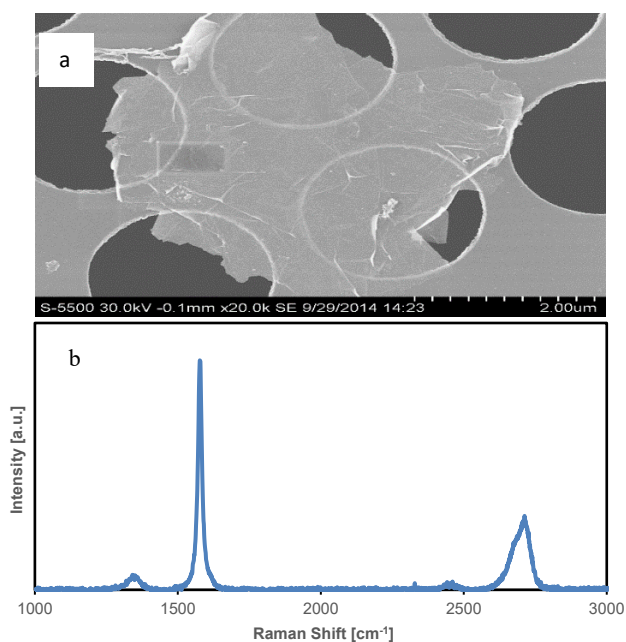 a
S-5500 30.0kV -0.1mm x20.0k SE 9/29/2014 14:23 2.00um
b
Intensity [a.u.]
1000 1500 2000 2500 3000
Raman Shift [cm⁻¹]